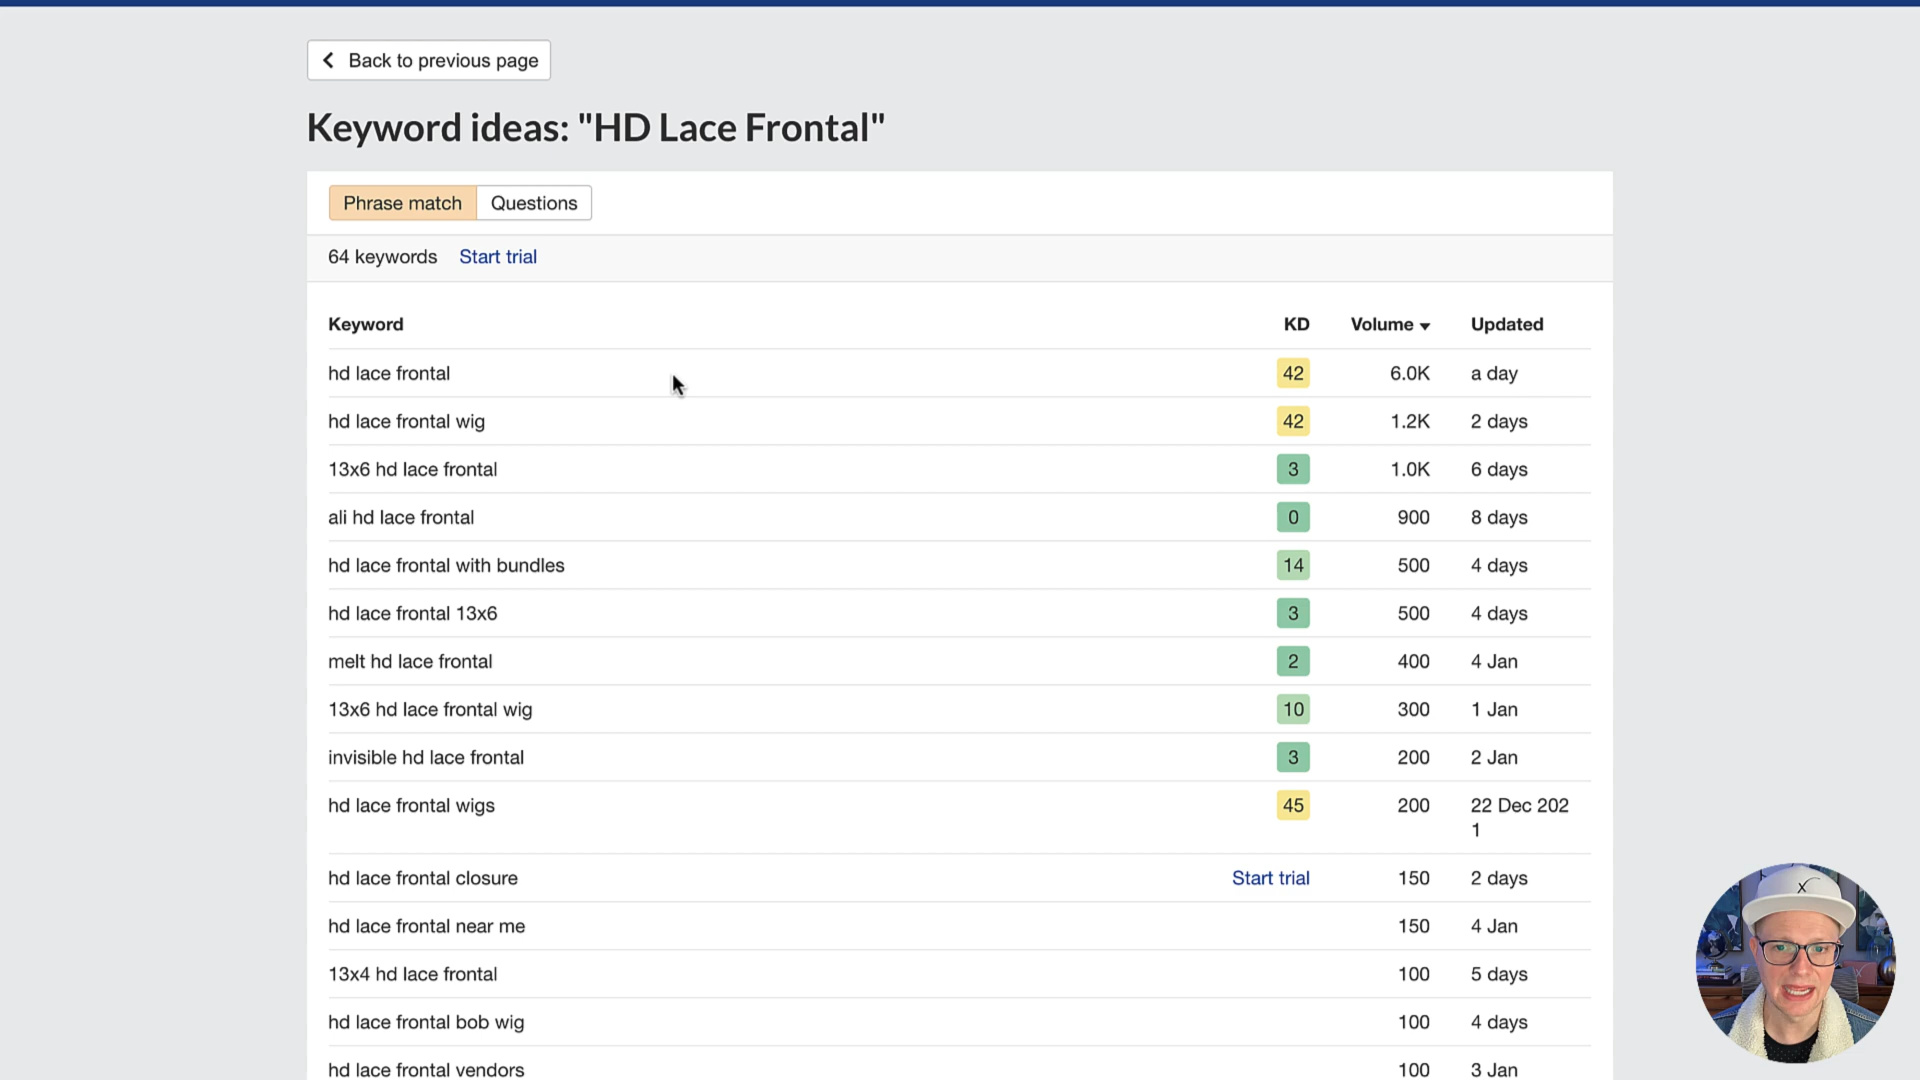 Back to previous page
Keyword ideas: "HD Lace Frontal"
Phrase match Questions
64 keywords Start trial
Keyword KD Volume Updated
hd lace frontal 42 6.0K a day
hd lace frontal wig 42 1.2K 2 days
13x6 hd lace frontal 3 1.0K 6 days
ali hd lace frontal 0 900 8 days
hd lace frontal with bundles 14 500 4 days
hd lace frontal 13x6 3 500 4 days
melt hd lace frontal 2 400 4 Jan
13x6 hd lace frontal wig 10 300 1 Jan
invisible hd lace frontal 3 200 2 Jan
hd lace frontal wigs 45 200 22 Dec 202
1
hd lace frontal closure Start trial 150 2 days
hd lace frontal near me 150 4 Jan
13x4 hd lace frontal 100 5 days
hd lace frontal bob wig 100 4 days
hd lace frontal vendors 100 3 Jan
X